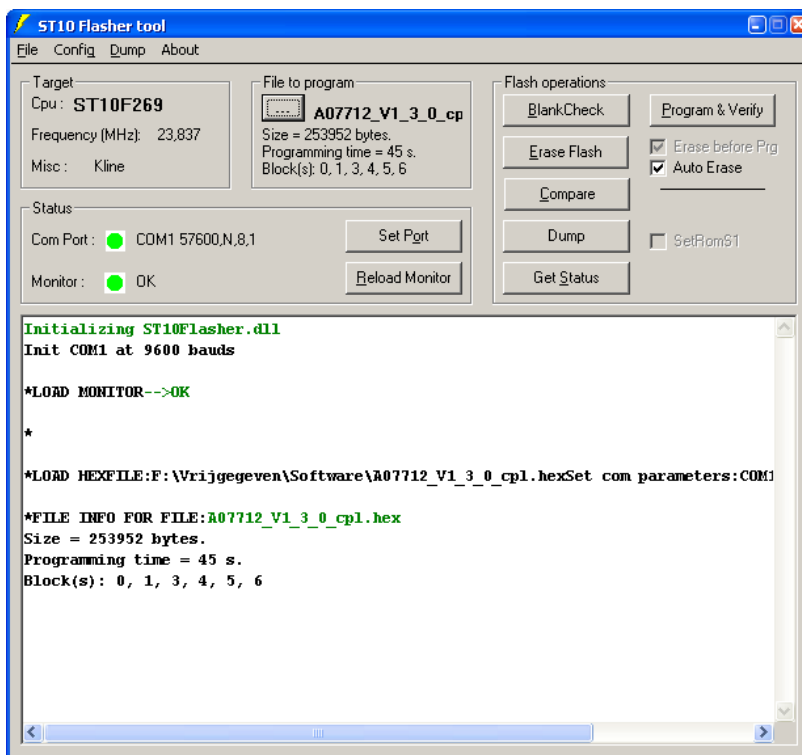 ST10 Flasher tool
File Config Dump About
Target
Cpu : ST10F269
Frequency (MHz): 23,837
Misc : Kline
File to program
... A07712_V1_3_0_cp
Size = 253952 bytes.
Programming time = 45 s.
Block(s): 0, 1, 3, 4, 5, 6
Flash operations
BlankCheck
Erase Flash
Compare
Dump
Get Status
Program & Verify
Erase before Prg
Auto Erase
SetRomS1
Status
Com Port : COM1 57600,N,8,1
Set Port
Monitor : OK
Reload Monitor
Initializing ST10Flasher.dll
Init COM1 at 9600 bauds
*LOAD MONITOR-->OK
*
*LOAD HEXFILE:F:\Vrijgegeven\Software\A07712_V1_3_0_cpl.hexSet com parameters:COM1
*FILE INFO FOR FILE:A07712_V1_3_0_cpl.hex
Size = 253952 bytes.
Programming time = 45 s.
Block(s): 0, 1, 3, 4, 5, 6